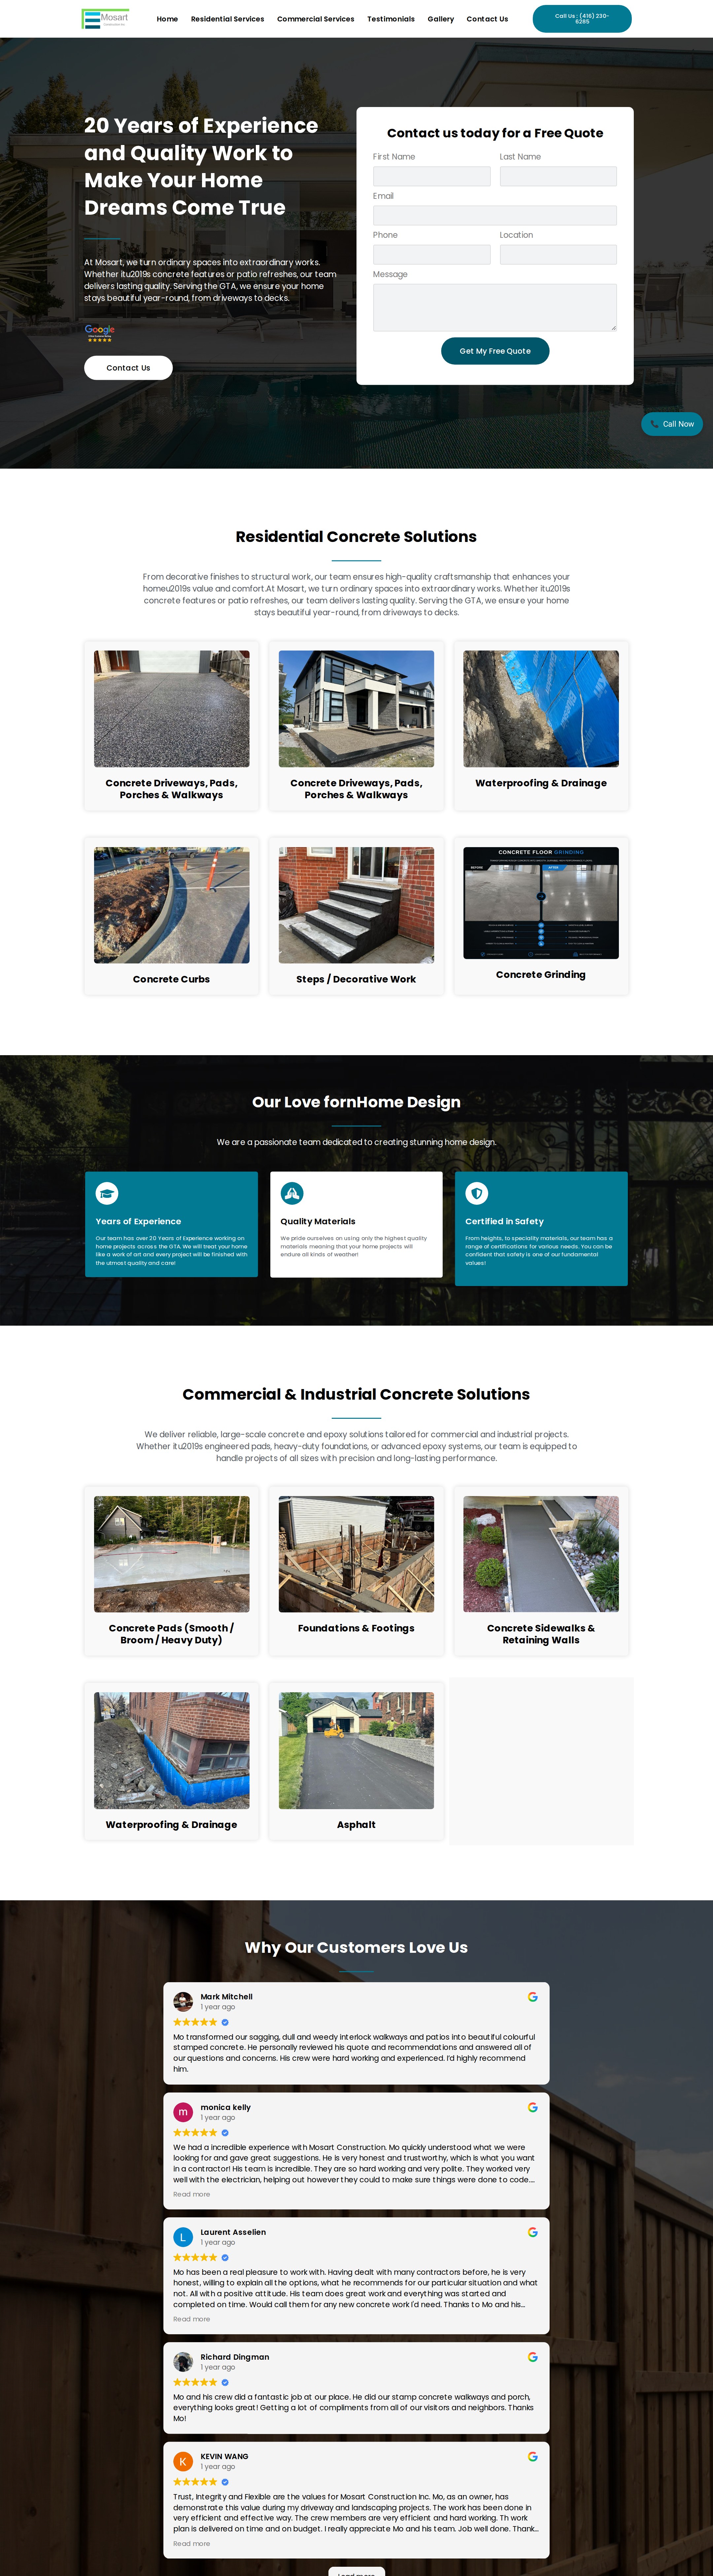 Mosart
Home
Residential Services
Commercial Services
Testimonials
Gallery
Contact Us
Call Us : (416) 230-
6285
20 Years of Experience
and Quality Work to
Make Your Home
Dreams Come True
At Mosart, we turn ordinary spaces into extraordinary works.
Whether itu2019s concrete features or patio refreshes, our team
delivers lasting quality. Serving the GTA, we ensure your home
stays beautiful year-round, from driveways to decks.
Google
Contact Us
Contact us today for a Free Quote
First Name
Last Name
Email
Phone
Location
Message
Get My Free Quote
Call Now
Residential Concrete Solutions
From decorative finishes to structural work, our team ensures high-quality craftsmanship that enhances your
homeu2019s value and comfort.At Mosart, we turn ordinary spaces into extraordinary works. Whether itu2019s
concrete features or patio refreshes, our team delivers lasting quality. Serving the GTA, we ensure your home
stays beautiful year-round, from driveways to decks.
Concrete Driveways, Pads,
Porches & Walkways
Concrete Driveways, Pads,
Porches & Walkways
Waterproofing & Drainage
Concrete Curbs
Steps / Decorative Work
CONCRETE FLOOR GRINDING
BEFORE
AFTER
Concrete Grinding
Our Love fornHome Design
We are a passionate team dedicated to creating stunning home design.
Years of Experience
Our team has over 20 Years of Experience working on
home projects across the GTA. We will treat your home
like a work of art and every project will be finished with
the utmost quality and care!
Quality Materials
We pride ourselves on using only the highest quality
materials meaning that your home projects will
endure all kinds of weather!
Certified in Safety
From heights, to speciality materials, our team has a
range of certifications for various needs. You can be
confident that safety is one of our fundamental
values!
Commercial & Industrial Concrete Solutions
We deliver reliable, large-scale concrete and epoxy solutions tailored for commercial and industrial projects.
Whether itu2019s engineered pads, heavy-duty foundations, or advanced epoxy systems, our team is equipped to
handle projects of all sizes with precision and long-lasting performance.
Concrete Pads (Smooth /
Broom / Heavy Duty)
Foundations & Footings
Concrete Sidewalks &
Retaining Walls
Waterproofing & Drainage
Asphalt
Why Our Customers Love Us
Mark Mitchell
1 year ago
Mo transformed our sagging, dull and weedy interlock walkways and patios into beautiful colourful
stamped concrete. He personally reviewed his quote and recommendations and answered all of
our questions and concerns. His crew were hard working and experienced. I'd highly recommend
him.
m
monica kelly
1 year ago
We had a incredible experience with Mosart Construction. Mo quickly understood what we were
looking for and gave great suggestions. He is very honest and trustworthy, which is what you want
in a contractor! His team is incredible. They are so hard working and very polite. They worked very
well with the electrician, helping out however they could to make sure things were done to code....
Read more
L
Laurent Asselien
1 year ago
Mo has been a real pleasure to work with. Having dealt with many contractors before, he is very
honest, willing to explain all the options, what he recommends for our particular situation and what
not. All with a positive attitude. His team does great work and everything was started and
completed on time. Would call them for any new concrete work I'd need. Thanks to Mo and his...
Read more
Richard Dingman
1 year ago
Mo and his crew did a fantastic job at our place. He did our stamp concrete walkways and porch,
everything looks great! Getting a lot of compliments from all of our visitors and neighbors. Thanks
Mo!
K
KEVIN WANG
1 year ago
Trust, Integrity and Flexible are the values for Mosart Construction Inc. Mo, as an owner, has
demonstrate this value during my driveway and landscaping projects. The work has been done in
very efficient and effective way. The crew members are very efficient and hard working. Th work
plan is delivered on time and on budget. I really appreciate Mo and his team. Job well done. Thank...
Read more
Load more